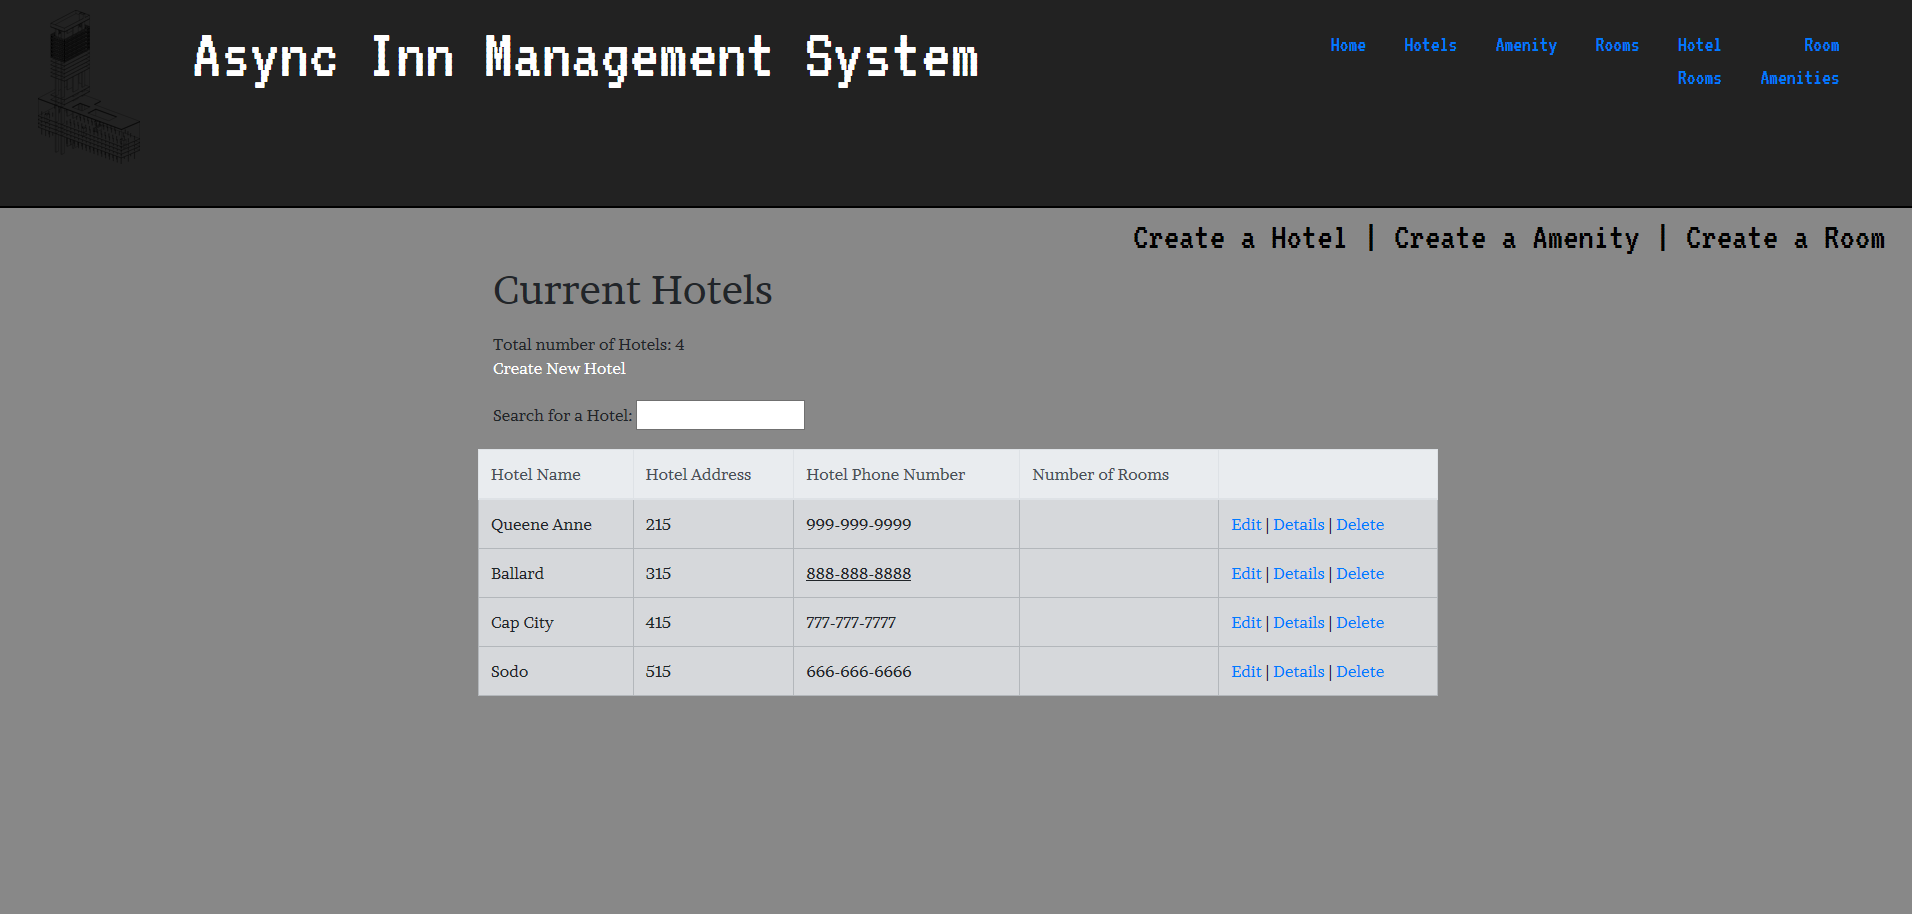 Async Inn Management System
Home Hotels Amenity Rooms Hotel Rooms Room Amenities
Create a Hotel | Create a Amenity | Create a Room
Current Hotels
Total number of Hotels: 4
Create New Hotel
Search for a Hotel:
Hotel Name Hotel Address Hotel Phone Number Number of Rooms
Queene Anne 215 999-999-9999 Edit | Details | Delete
Ballard 315 888-888-8888 Edit | Details | Delete
Cap City 415 777-777-7777 Edit | Details | Delete
Sodo 515 666-666-6666 Edit | Details | Delete